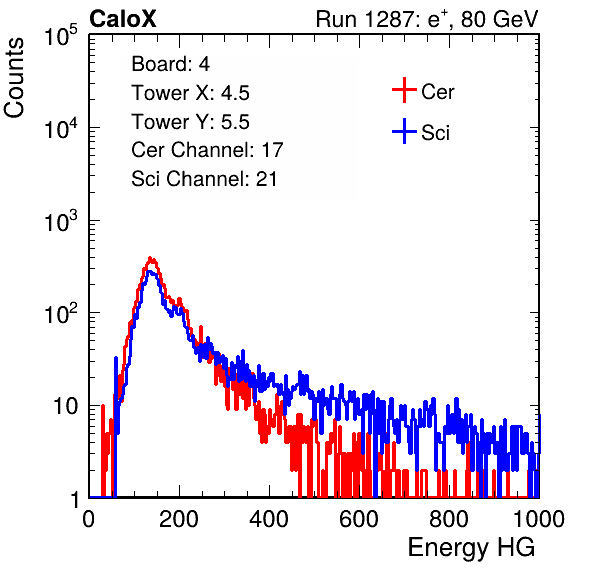 CaloX Run 1287: e⁺, 80 GeV
Counts
10⁵
10⁴
10³
10²
10
1
Board: 4
Tower X: 4.5
Tower Y: 5.5
Cer Channel: 17
Sci Channel: 21
Cer
Sci
0 200 400 600 800 1000
Energy HG